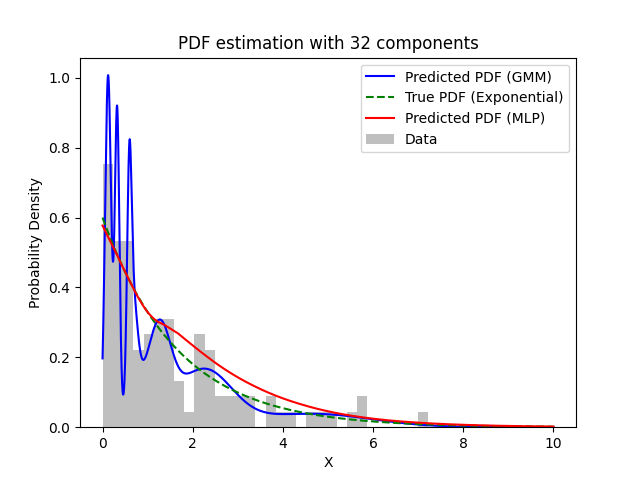 PDF estimation with 32 components
Predicted PDF (GMM)
True PDF (Exponential)
Predicted PDF (MLP)
Data
Probability Density
1.0
0.8
0.6
0.4
0.2
0.0
0 2 4 6 8 10
X